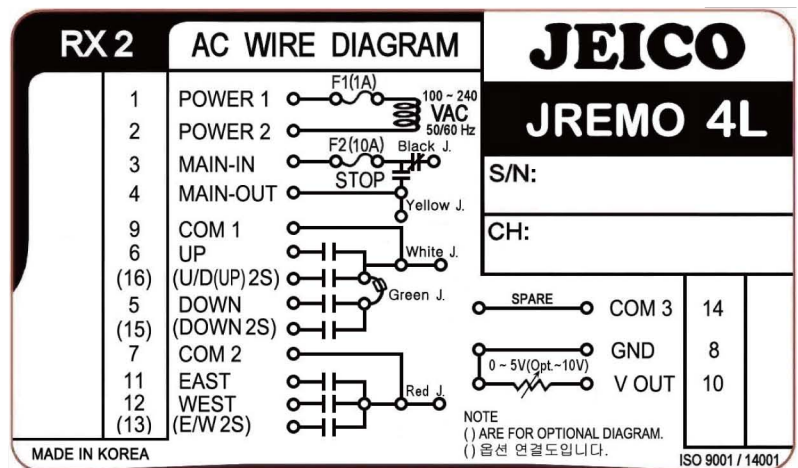 RX 2 AC WIRE DIAGRAM
JEICO
JREMO 4L
S/N:
CH:
F1(1A)
1 POWER 1
100 ~ 240
VAC
50/60 Hz
2 POWER 2
F2(10A) Black J.
3 MAIN-IN
STOP
4 MAIN-OUT
Yellow J.
9 COM 1
6 UP White J.
(16) (U/D(UP) 2S)
5 DOWN Green J.
(15) (DOWN 2S)
7 COM 2
11 EAST
12 WEST Red J.
(13) (E/W 2S)
SPARE COM 3 14
GND 8
0 ~ 5V(Opt.~10V)
V OUT 10
NOTE
( ) ARE FOR OPTIONAL DIAGRAM.
( ) 옵션 연결도입니다.
MADE IN KOREA
ISO 9001 / 14001